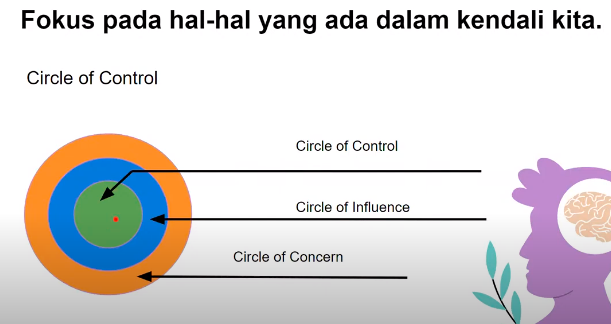 Fokus pada hal-hal yang ada dalam kendali kita.
Circle of Control
Circle of Control
Circle of Influence
Circle of Concern